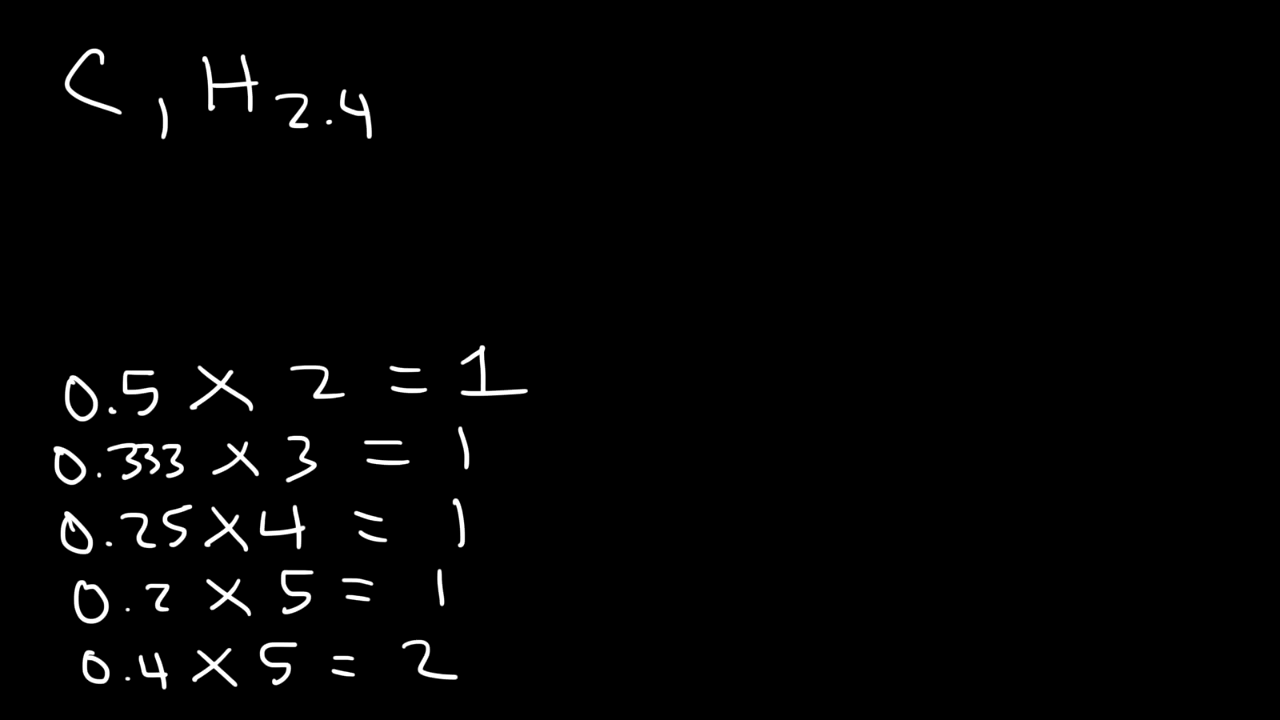 C₁H₂.₄
0.5 × 2 = 1
0.333 × 3 = 1
0.25 × 4 = 1
0.2 × 5 = 1
0.4 × 5 = 2